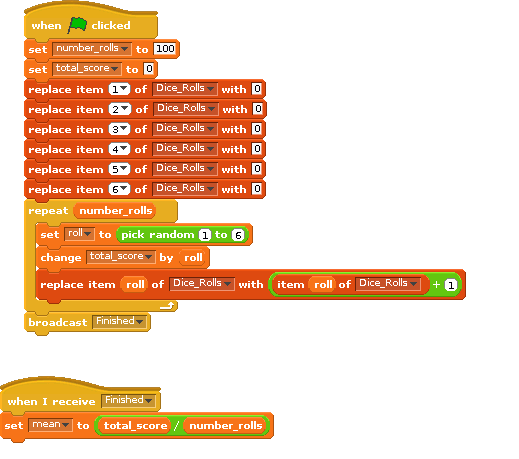 when clicked
set number_rolls to 100
set total_score to 0
replace item 1 of Dice_Rolls with 0
replace item 2 of Dice_Rolls with 0
replace item 3 of Dice_Rolls with 0
replace item 4 of Dice_Rolls with 0
replace item 5 of Dice_Rolls with 0
replace item 6 of Dice_Rolls with 0
repeat number_rolls
set roll to pick random 1 to 6
change total_score by roll
replace item roll of Dice_Rolls with item roll of Dice_Rolls + 1
broadcast Finished
when I receive Finished
set mean to total_score / number_rolls